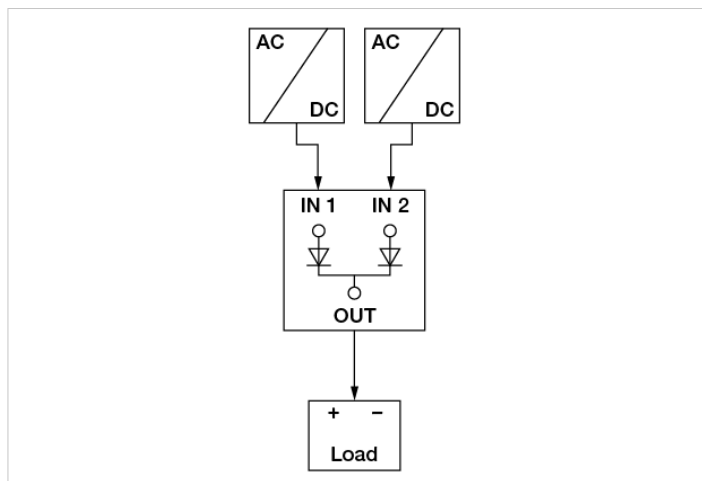 AC
DC
AC
DC
IN 1 IN 2
OUT
+ −
Load